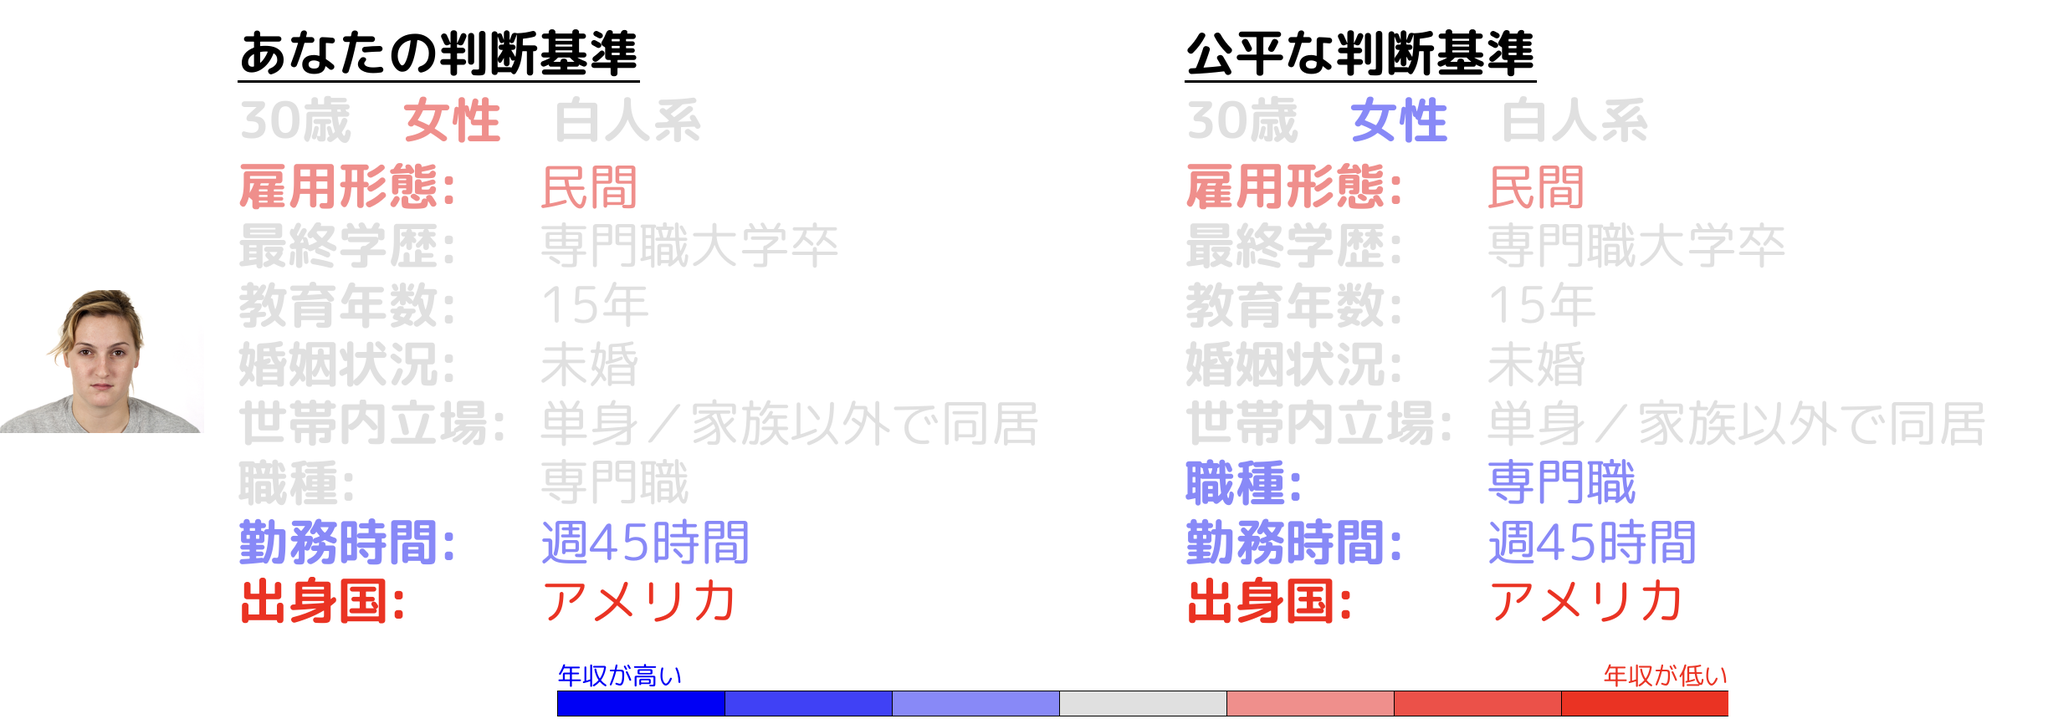 あなたの判断基準
30歳 女性 白人系
雇用形態: 民間
最終学歴: 専門職大学卒
教育年数: 15年
婚姻状況: 未婚
世帯内立場: 単身／家族以外で同居
職種: 専門職
勤務時間: 週45時間
出身国: アメリカ
公平な判断基準
30歳 女性 白人系
雇用形態: 民間
最終学歴: 専門職大学卒
教育年数: 15年
婚姻状況: 未婚
世帯内立場: 単身／家族以外で同居
職種: 専門職
勤務時間: 週45時間
出身国: アメリカ
年収が高い
年収が低い